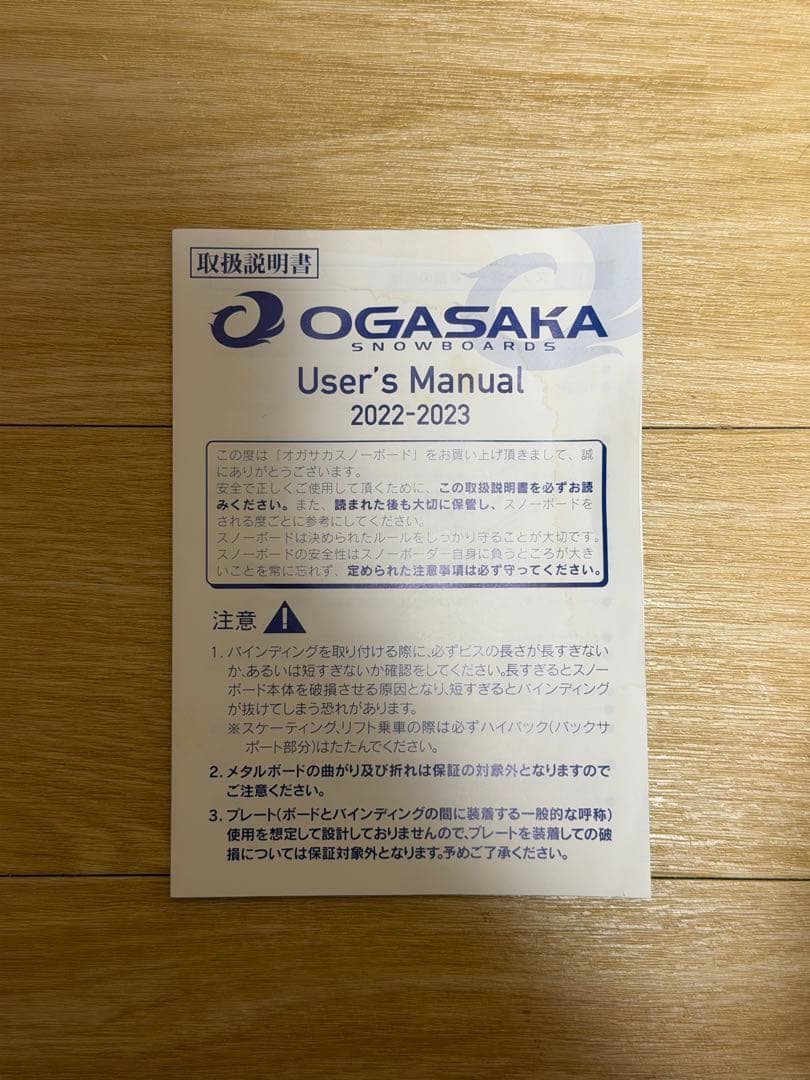 取扱説明書
OGASAKA
SNOWBOARDS
User's Manual
2022-2023
この度は「オガサカスノーボード」をお買い上げ頂きまして、誠
にありがとうございます。
安全で正しくご使用して頂くために、この取扱説明書を必ずお読
みください。また、読まれた後も大切に保管し、スノーボードを
される度ごとに参考にしてください。
スノーボードは決められたルールをしっかり守ることが大切です。
スノーボードの安全性はスノーボーダー自身に負うところが大き
いことを常に忘れず、定められた注意事項は必ず守ってください。
注意
1. バインディングを取り付ける際に、必ずビスの長さが長すぎない
か、あるいは短すぎないか確認をしてください。長すぎるとスノー
ボード本体を破損させる原因となり、短すぎるとバインディング
が抜けてしまう恐れがあります。
※スケーティング、リフト乗車の際は必ずハイバック(バックサ
ポート部分)はたたんでください。
2. メタルボードの曲がり及び折れは保証の対象外となりますので
ご注意ください。
3. プレート(ボードとバインディングの間に装着する一般的な呼称)
使用を想定して設計しておりませんので、プレートを装着しての破
損については保証対象外となります。予めご了承ください。